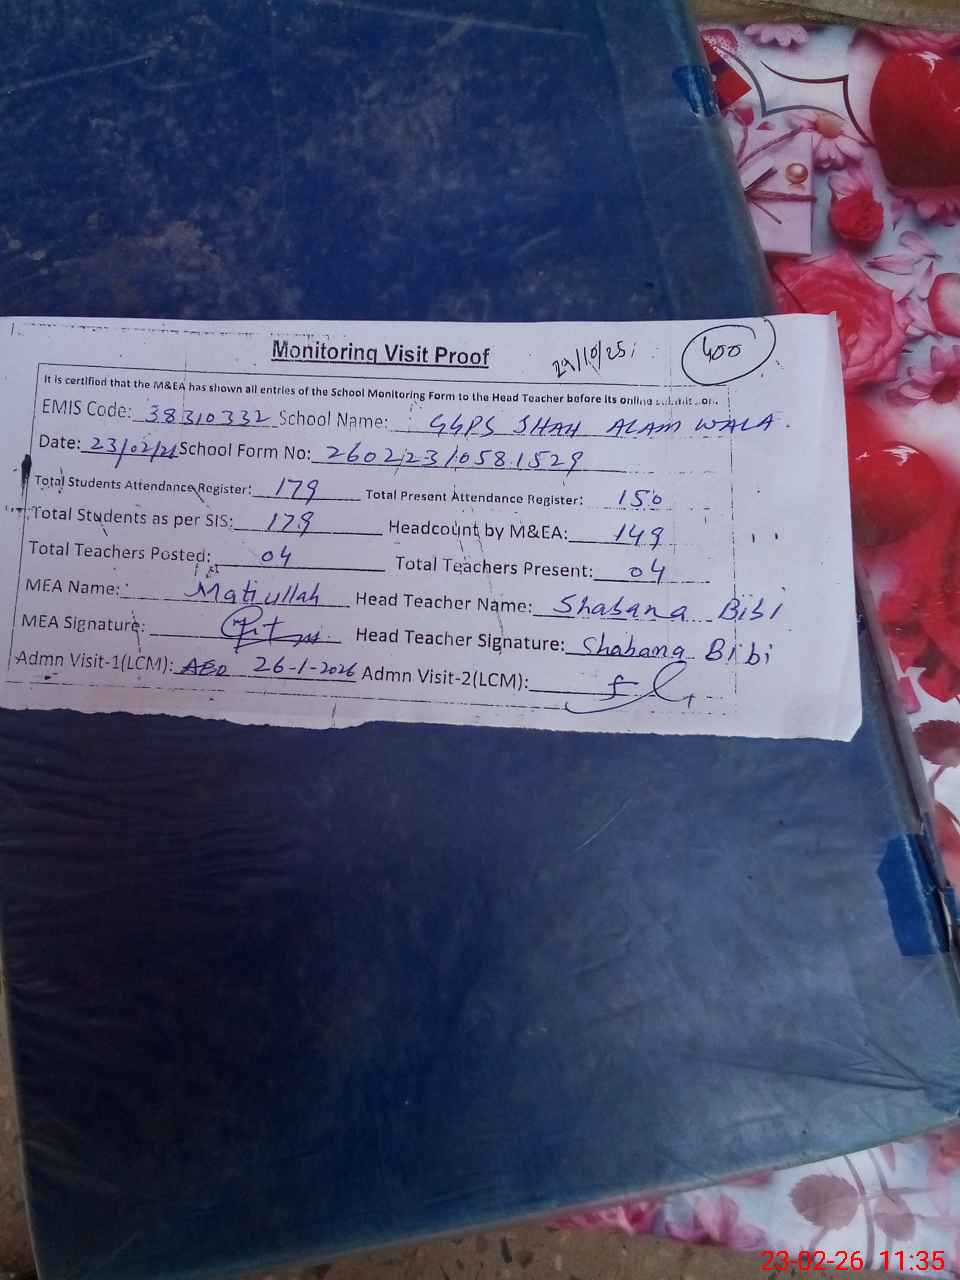 Monitoring Visit Proof 29/10/25 400
It is certified that the M&EA has shown all entries of the School Monitoring Form to the Head Teacher before its online submission.
EMIS Code: 38310332 School Name: GGPS SHAH ALAM WALA.
Date: 23/02/26 School Form No: 26022310581529
Total Students Attendance Register: 179 Total Present Attendance Register: 150
Total Students as per SIS: 179 Headcount by M&EA: 149
Total Teachers Posted: 04 Total Teachers Present: 04
MEA Name: Matiullah Head Teacher Name: Shabana Bibi
MEA Signature: Head Teacher Signature: Shabana Bibi
Admn Visit-1(LCM): AEO 26-1-2026 Admn Visit-2(LCM):
23-02-26 11:35